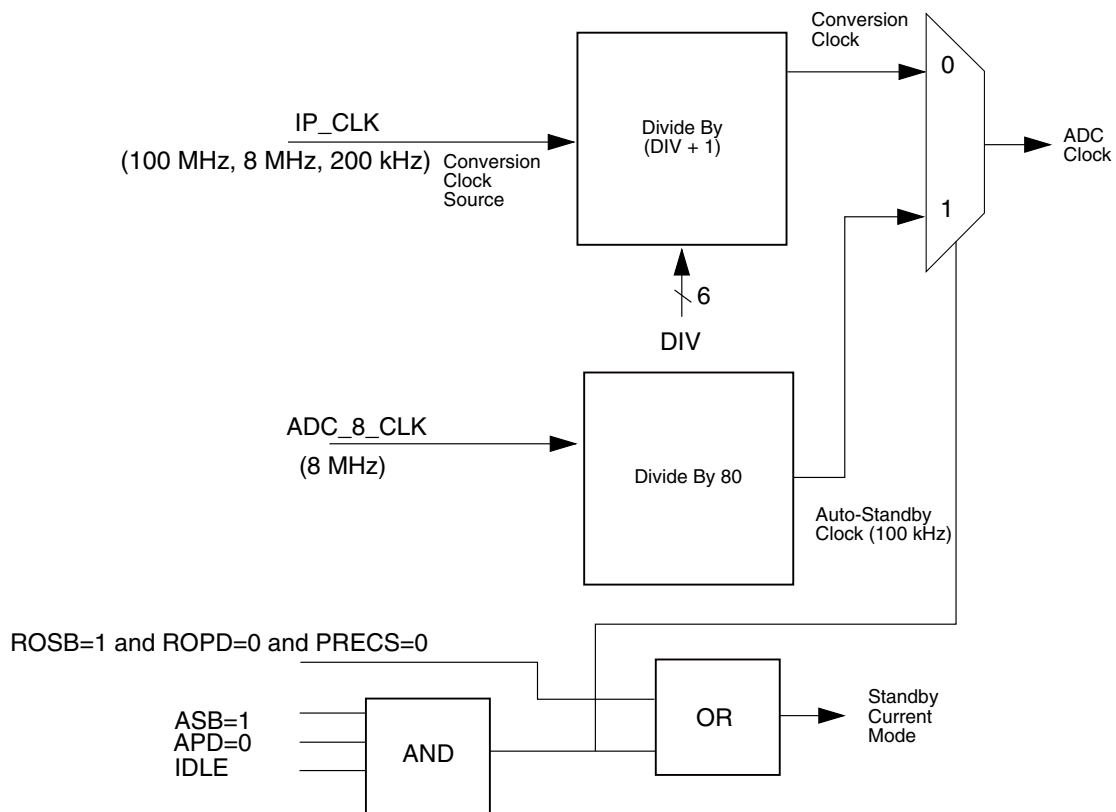 Conversion
Clock
0
IP_CLK
(100 MHz, 8 MHz, 200 kHz)
Conversion
Clock
Source
Divide By
(DIV + 1)
ADC
Clock
1
6
DIV
ADC_8_CLK
(8 MHz)
Divide By 80
Auto-Standby
Clock (100 kHz)
ROSB=1 and ROPD=0 and PRECS=0
ASB=1
APD=0
IDLE
AND
OR
Standby
Current
Mode